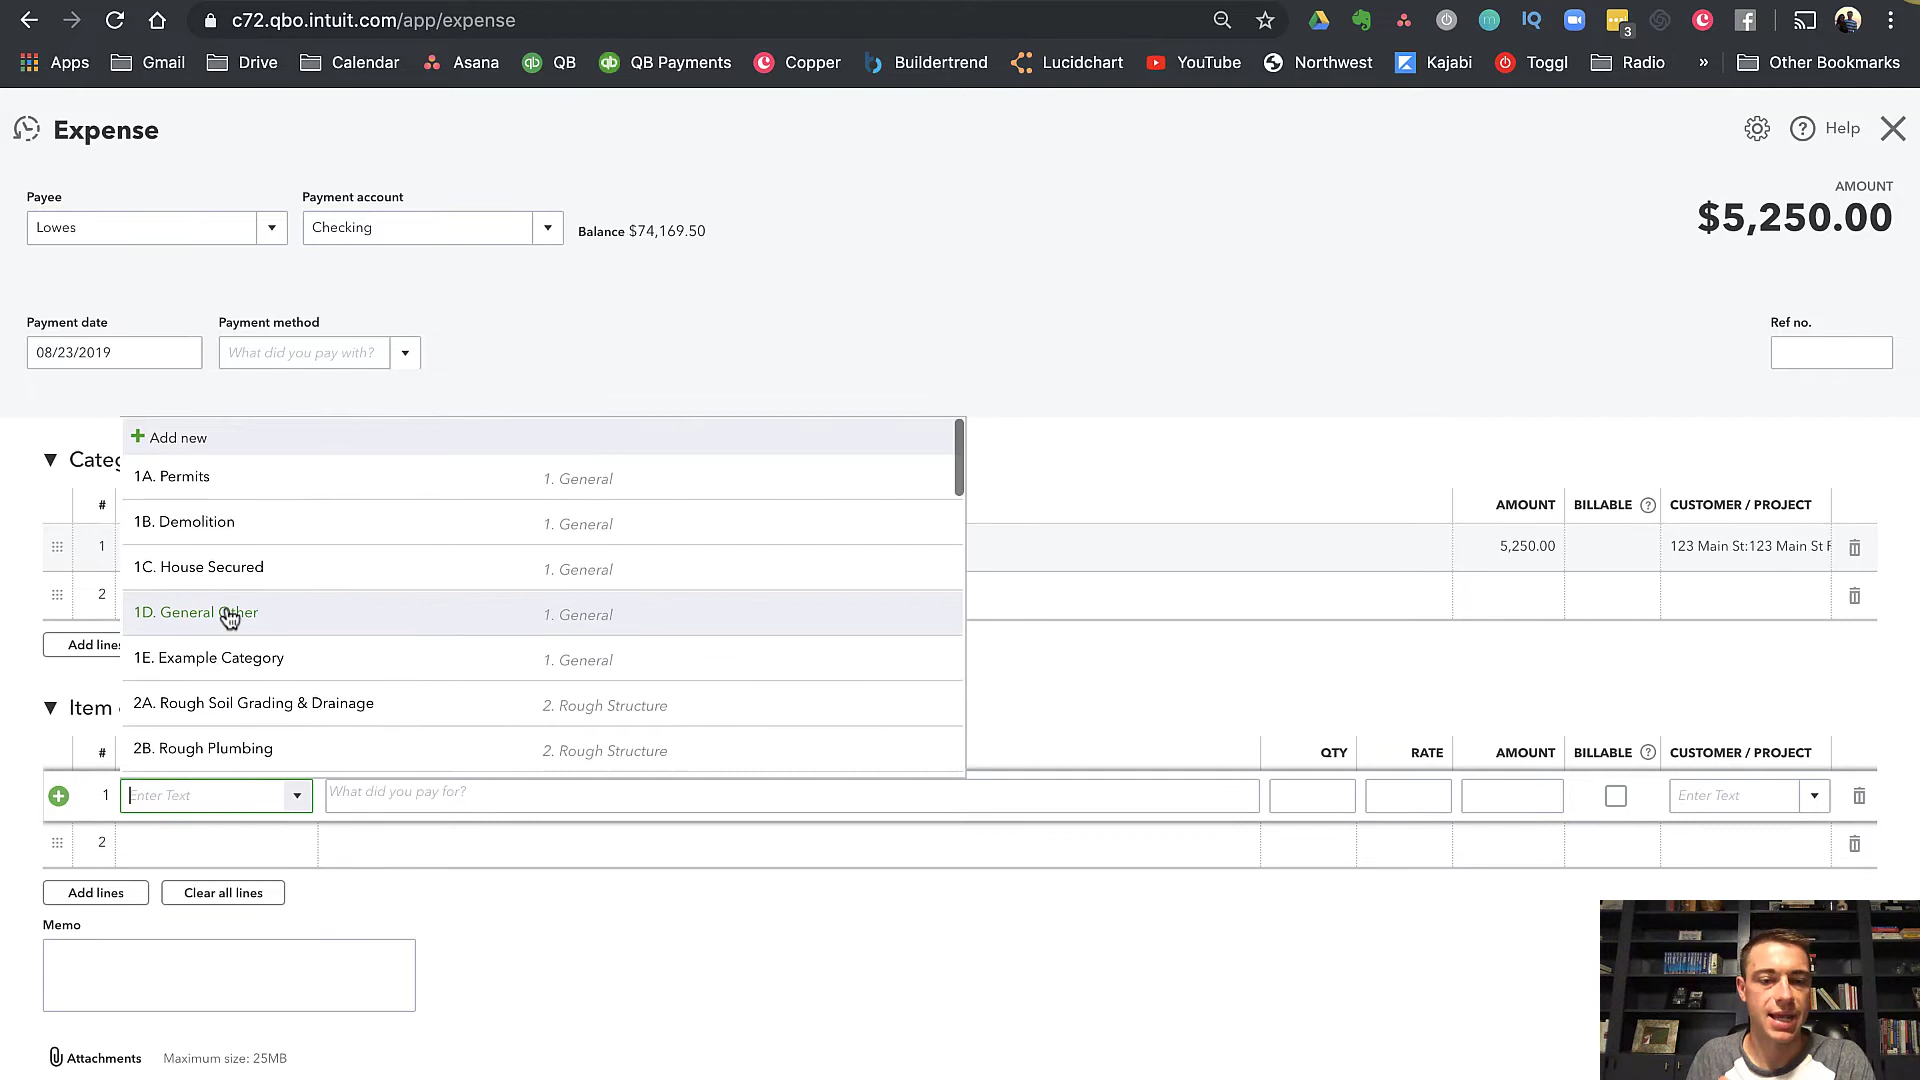 c72.qbo.intuit.com/app/expense
3
Apps Gmail Drive Calendar Asana QB QB Payments Copper Buildertrend Lucidchart YouTube Northwest Kajabi Toggl Radio » Other Bookmarks
Expense
Help
Payee
Payment account
AMOUNT
Lowes
Checking
Balance $74,169.50
$5,250.00
Payment date
Payment method
Ref no.
08/23/2019
What did you pay with?
Add new
Categ
1A. Permits 1. General
# AMOUNT BILLABLE CUSTOMER / PROJECT
1B. Demolition 1. General
1 5,250.00 123 Main St:123 Main St F
1C. House Secured 1. General
2
1D. General Other 1. General
Add lines
1E. Example Category 1. General
2A. Rough Soil Grading & Drainage 2. Rough Structure
Item
2B. Rough Plumbing 2. Rough Structure
# QTY RATE AMOUNT BILLABLE CUSTOMER / PROJECT
1 Enter Text What did you pay for? Enter Text
2
Add lines Clear all lines
Memo
Attachments Maximum size: 25MB